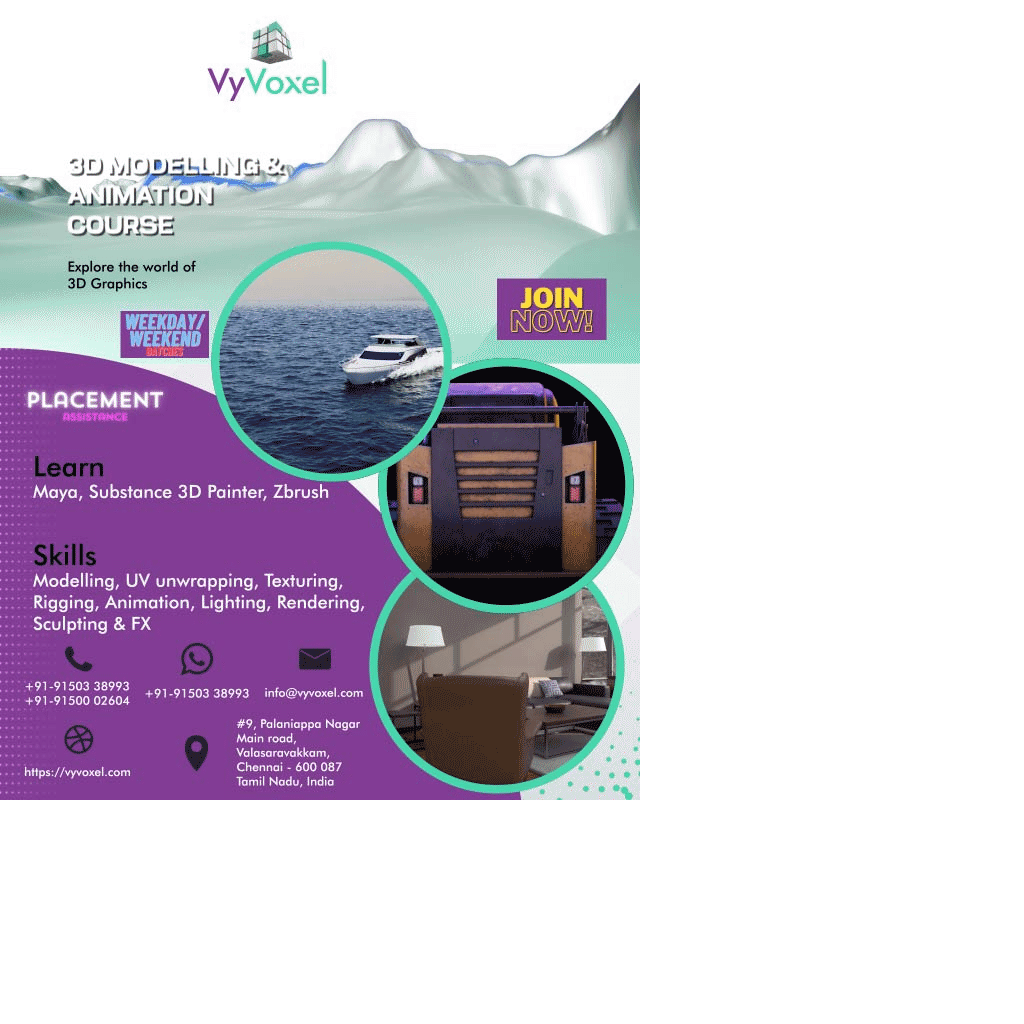 VyVoxel
3D MODELLING &
ANIMATION
COURSE
Explore the world of
3D Graphics
WEEKDAY/
WEEKEND
BATCHES
JOIN
NOW!
PLACEMENT
ASSISTANCE
Learn
Maya, Substance 3D Painter, Zbrush
Skills
Modelling, UV unwrapping, Texturing,
Rigging, Animation, Lighting, Rendering,
Sculpting & FX
+91-91503 38993
+91-91500 02604
+91-91503 38993
info@vyvoxel.com
https://vyvoxel.com
#9, Palaniappa Nagar
Main road,
Valasaravakkam,
Chennai - 600 087
Tamil Nadu, India